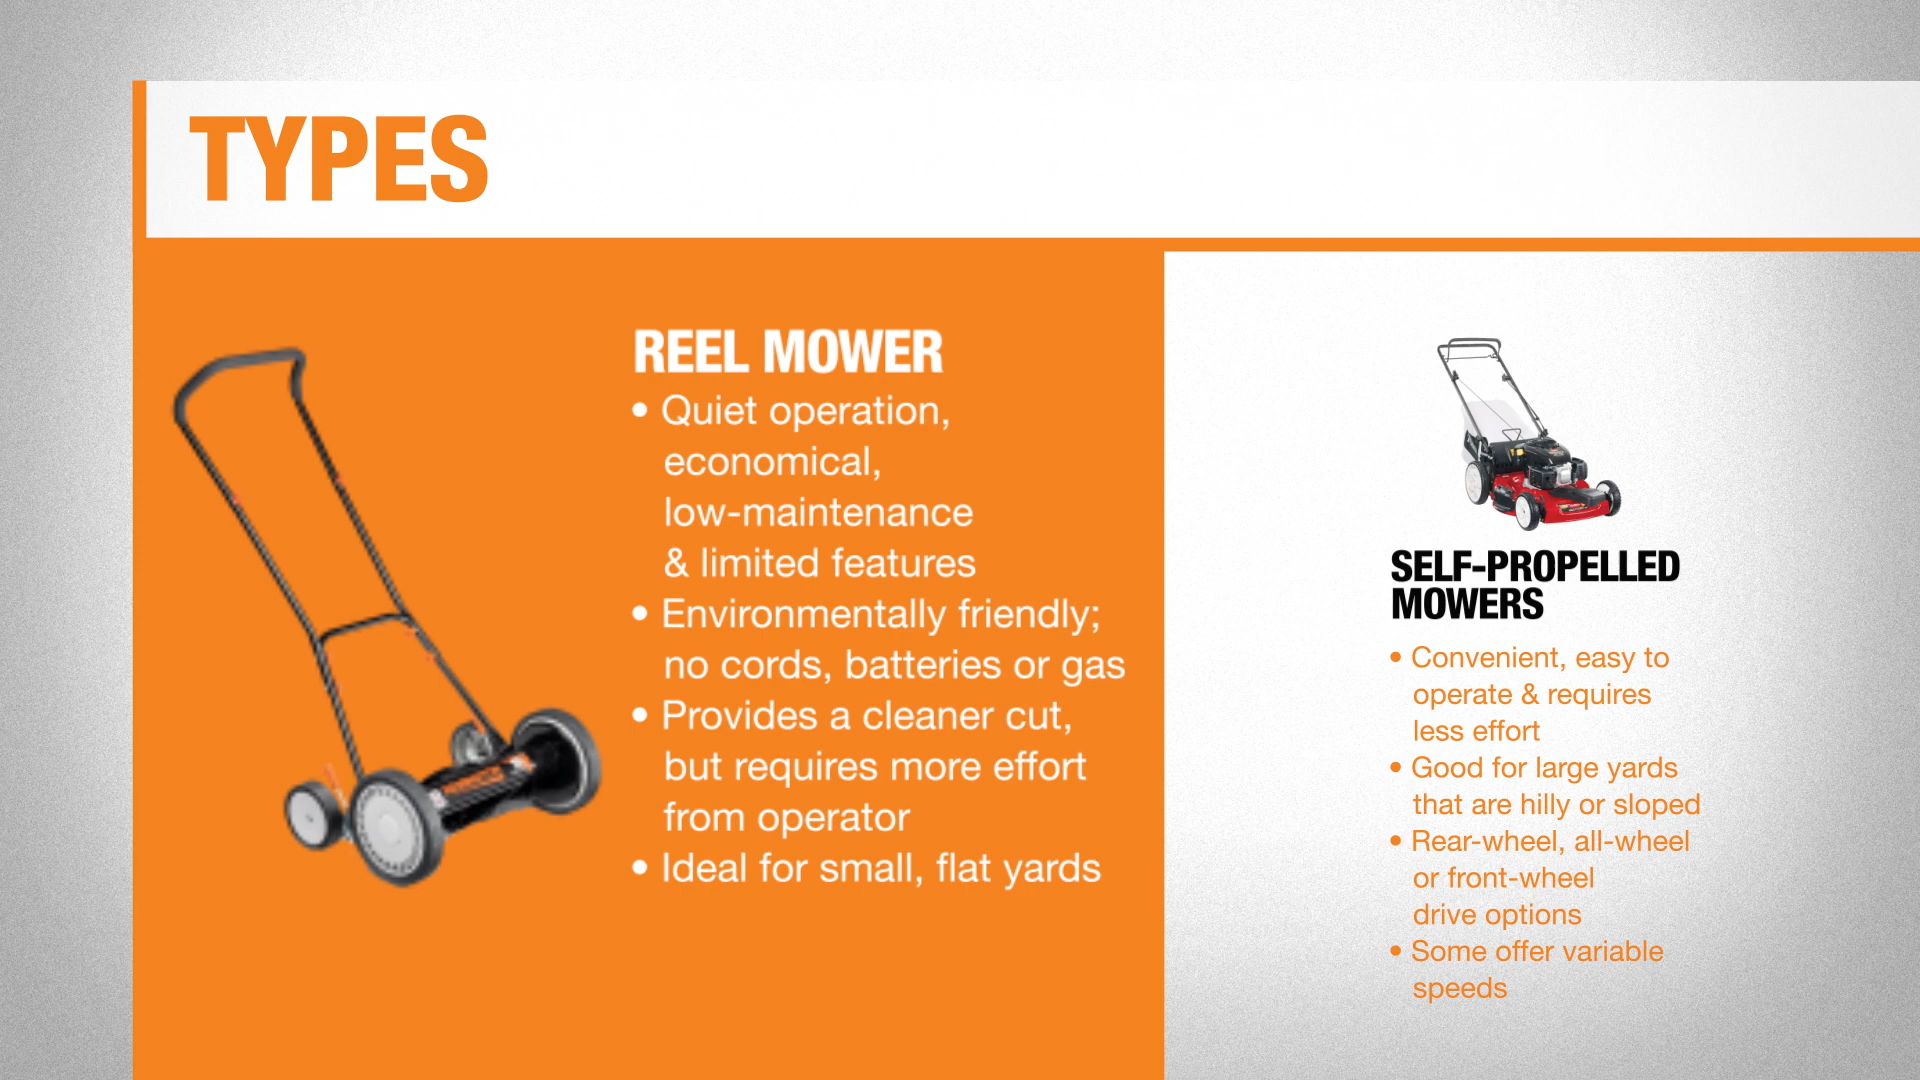 TYPES
REEL MOWER
• Quiet operation,
economical,
low-maintenance
& limited features
• Environmentally friendly;
no cords, batteries or gas
• Provides a cleaner cut,
but requires more effort
from operator
• Ideal for small, flat yards
SELF-PROPELLED
MOWERS
• Convenient, easy to
operate & requires
less effort
• Good for large yards
that are hilly or sloped
• Rear-wheel, all-wheel
or front-wheel
drive options
• Some offer variable
speeds